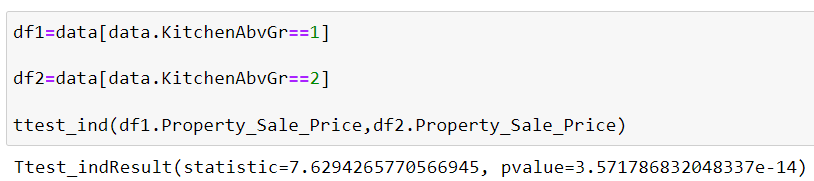 df1=data[data.KitchenAbvGr==1]
df2=data[data.KitchenAbvGr==2]
ttest_ind(df1.Property_Sale_Price,df2.Property_Sale_Price)
Ttest_indResult(statistic=7.6294265770566945, pvalue=3.571786832048337e-14)